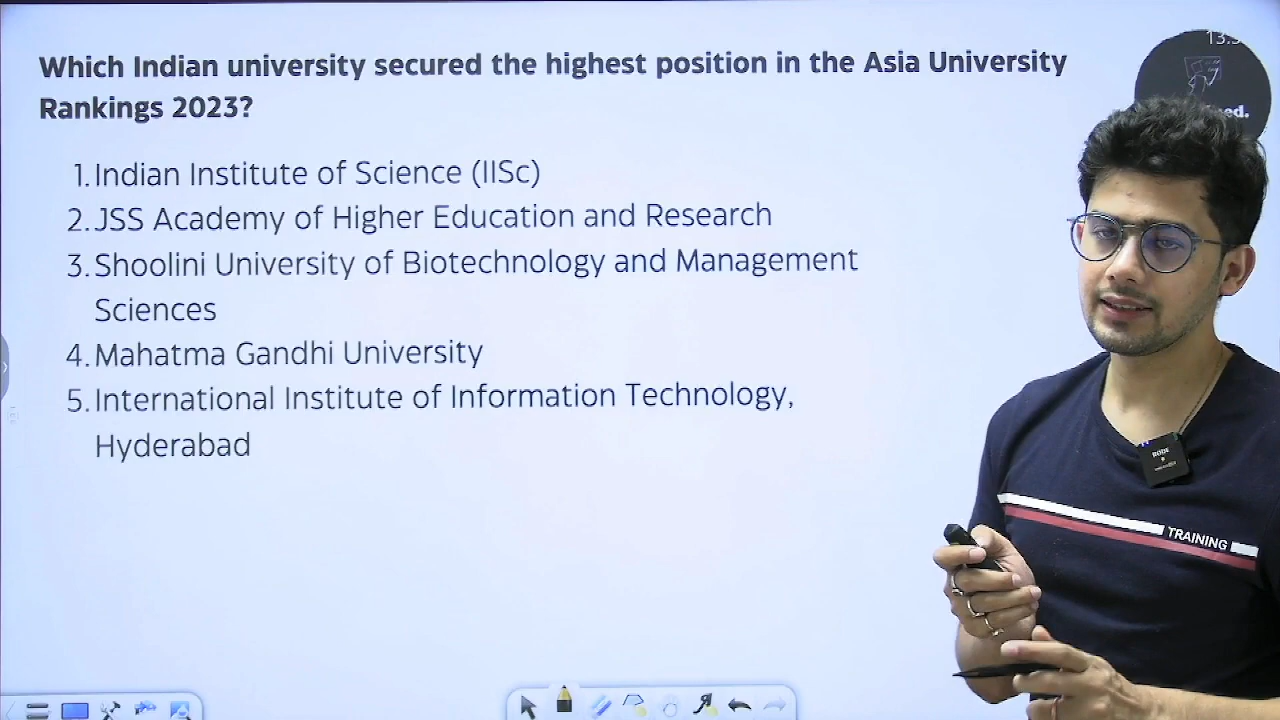 Which Indian university secured the highest position in the Asia University
Rankings 2023?
1. Indian Institute of Science (IISc)
2. JSS Academy of Higher Education and Research
3. Shoolini University of Biotechnology and Management
Sciences
4. Mahatma Gandhi University
5. International Institute of Information Technology,
Hyderabad
RØDE
TRAINING